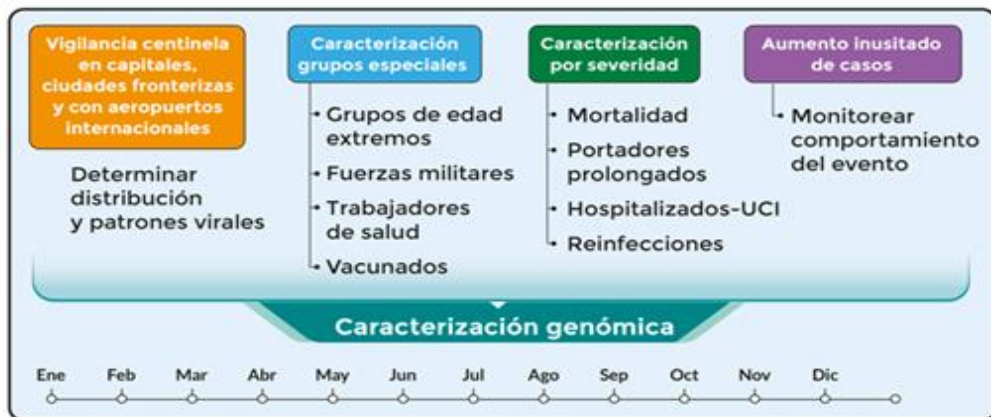 Vigilancia centinela
en capitales,
ciudades fronterizas
y con aeropuertos
internacionales
Determinar
distribución
y patrones virales
Caracterización
grupos especiales
Grupos de edad
extremos
Fuerzas militares
Trabajadores
de salud
Vacunados
Caracterización
por severidad
Mortalidad
Portadores
prolongados
Hospitalizados-UCI
Reinfecciones
Aumento inusitado
de casos
Monitorear
comportamiento
del evento
Caracterización genómica
Ene Feb Mar Abr May Jun Jul Ago Sep Oct Nov Dic